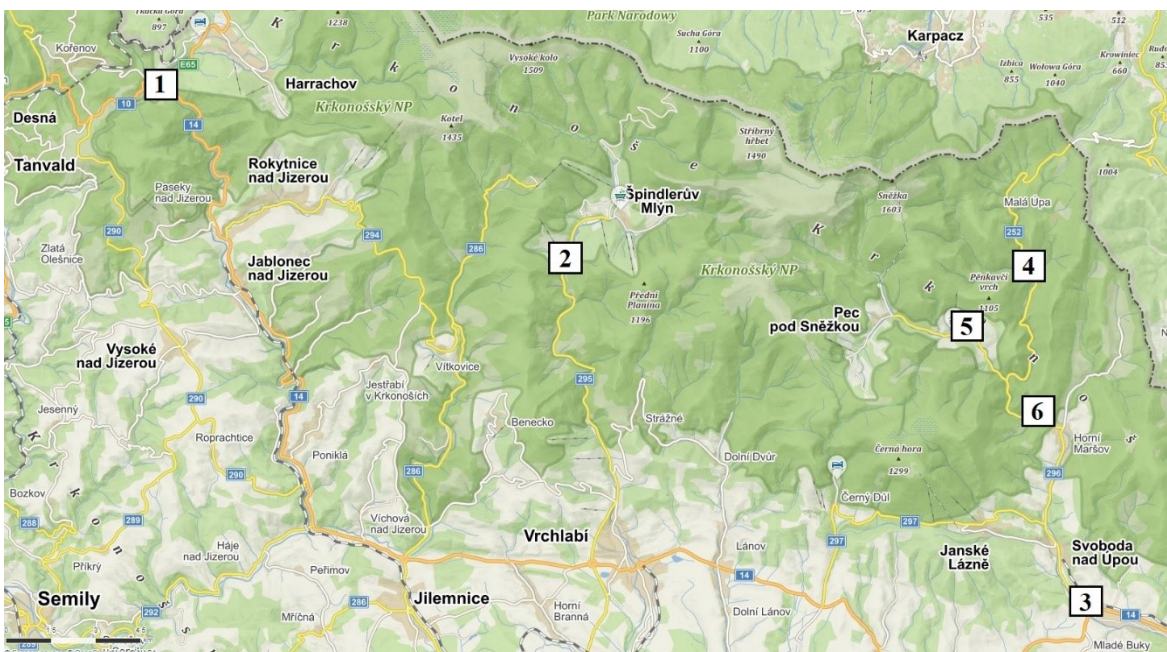 Tkacka Góra
897
1238
Park Narodowy
Sucha Góra
1100
Karpacz
535
512
Krowiniec
660
Izbica
855
Wołowa Góra
1040
Kořenov
E65
1
Harrachov
Vysoké kolo
1509
10
14
Krkonošský NP
Kotel
1435
Stříbrný
hřbet
1490
K r k o n o š e
Desná
Tanvald
Rokytnice
nad Jizerou
Paseky
nad Jizerou
Špindlerův
Mlýn
Sněžka
1603
1004
Malá Úpa
252
290
294
286
2
4
Zlatá
Olešnice
Jablonec
nad Jizerou
Krkonošský NP
Přední
Planina
1196
Pěnkavčí
vrch
1105
Pec
pod Sněžkou
5
Vysoké
nad Jizerou
Vítkovice
14
295
6
Jestřabí
v Krkonoších
Jesenný
290
Benecko
Strážné
Roprachtice
Poniklá
Dolní Dvůr
Černá hora
1299
Horní
Maršov
296
290
286
Bozkov
288
289
Víchová
nad Jizerou
Vrchlabí
Černý Důl
297
297
Háje
nad Jizerou
Příkrý
Peřimov
Lánov
14
Janské
Lázně
Svoboda
nad Úpou
Semily
292
Mříčná
286
Jilemnice
Horní
Branná
Dolní Lánov
3
14
Mladé Buky
289